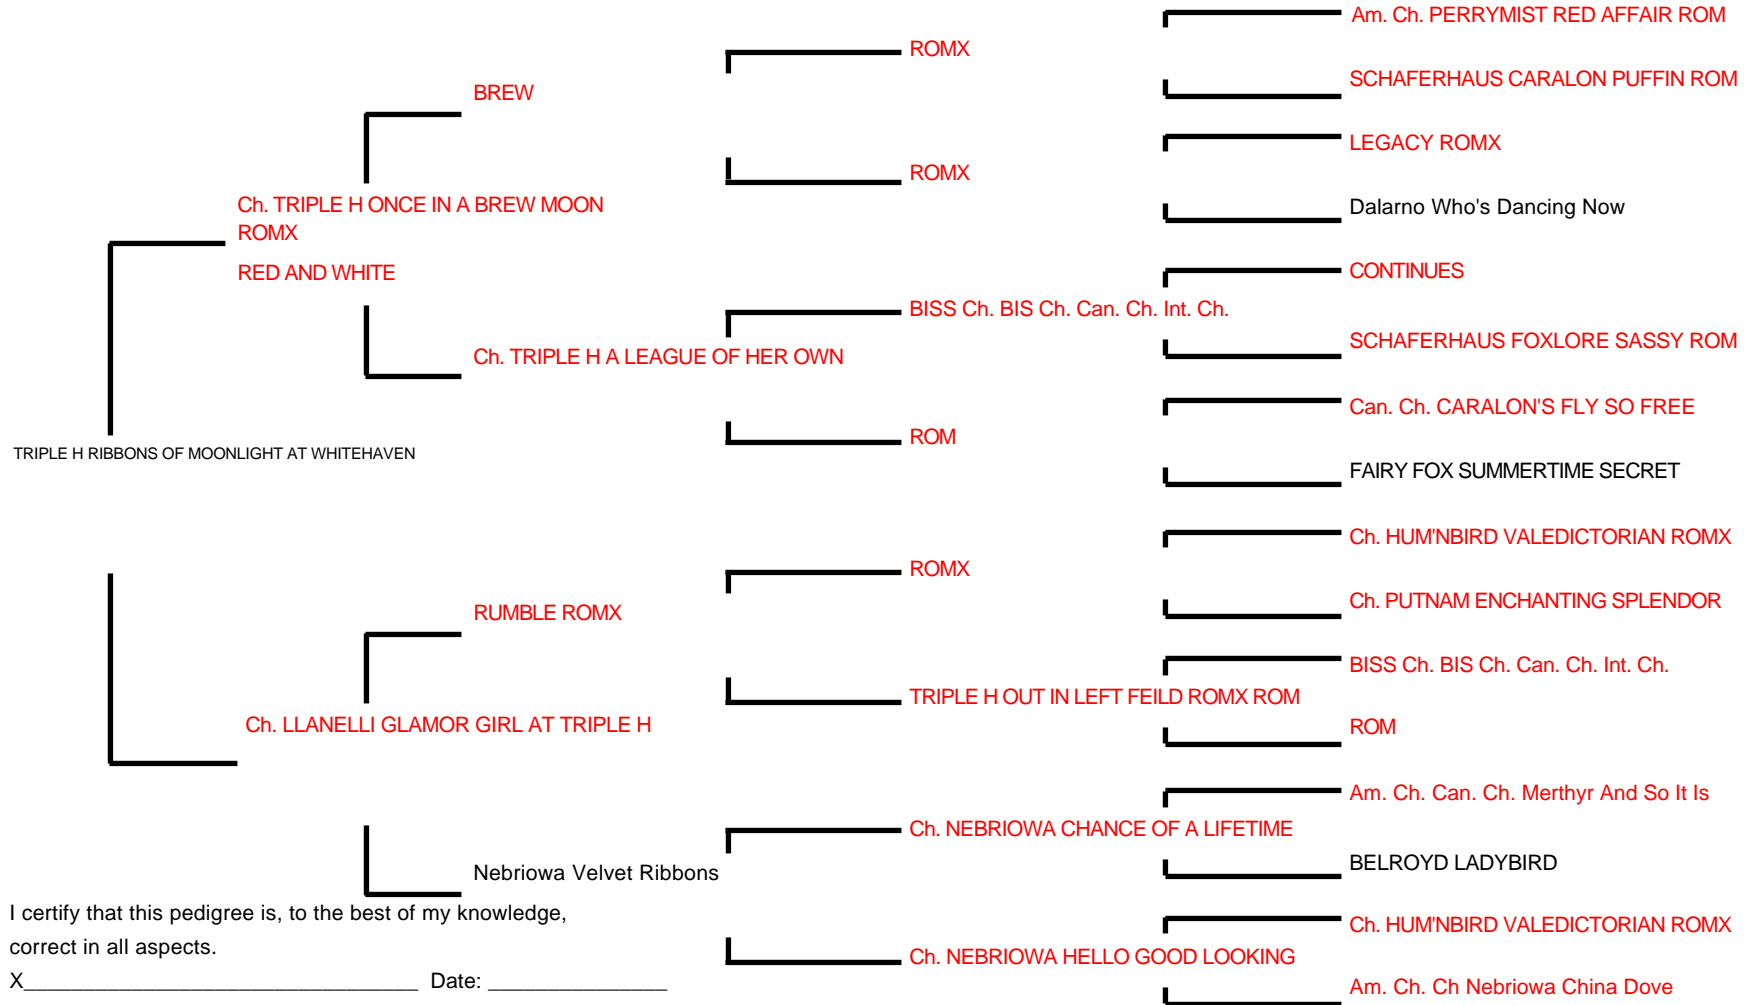 Am. Ch. PERRYMIST RED AFFAIR ROM
ROMX
SCHAFERHAUS CARALON PUFFIN ROM
BREW
LEGACY ROMX
ROMX
Dalarno Who's Dancing Now
Ch. TRIPLE H ONCE IN A BREW MOON
ROMX
RED AND WHITE
CONTINUES
BISS Ch. BIS Ch. Can. Ch. Int. Ch.
SCHAFERHAUS FOXLORE SASSY ROM
Ch. TRIPLE H A LEAGUE OF HER OWN
Can. Ch. CARALON'S FLY SO FREE
ROM
TRIPLE H RIBBONS OF MOONLIGHT AT WHITEHAVEN
FAIRY FOX SUMMERTIME SECRET
Ch. HUM'NBIRD VALEDICTORIAN ROMX
ROMX
Ch. PUTNAM ENCHANTING SPLENDOR
RUMBLE ROMX
BISS Ch. BIS Ch. Can. Ch. Int. Ch.
TRIPLE H OUT IN LEFT FEILD ROMX ROM
Ch. LLANELLI GLAMOR GIRL AT TRIPLE H
ROM
Am. Ch. Can. Ch. Merthyr And So It Is
Ch. NEBRIOWA CHANCE OF A LIFETIME
BELROYD LADYBIRD
Nebriowa Velvet Ribbons
Ch. HUM'NBIRD VALEDICTORIAN ROMX
Ch. NEBRIOWA HELLO GOOD LOOKING
Am. Ch. Ch Nebriowa China Dove
I certify that this pedigree is, to the best of my knowledge,
correct in all aspects.
X_________________________________ Date: _______________